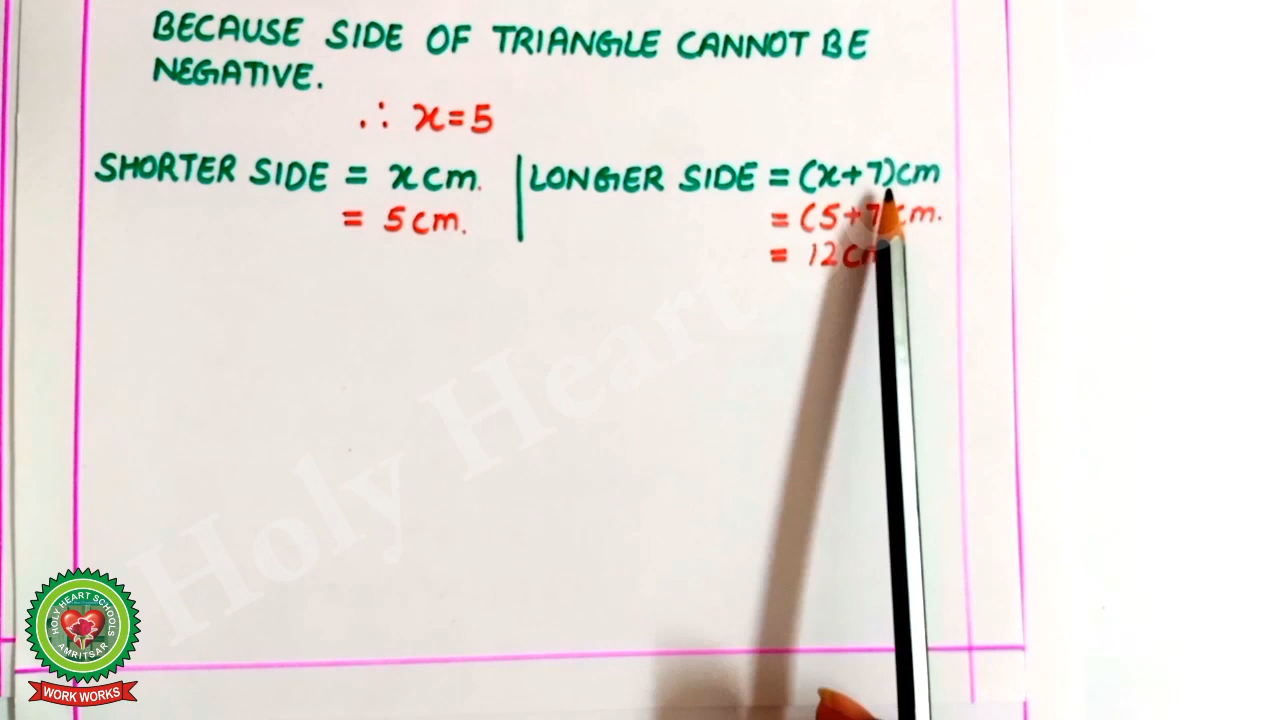 BECAUSE SIDE OF TRIANGLE CANNOT BE
NEGATIVE.
∴ x=5
SHORTER SIDE = x cm.
= 5 cm.
LONGER SIDE = (x+7)cm
= (5+7)cm.
= 12cm
Holy Heart
HOLY HEART SCHOOLS
AMRITSAR
WORK WORKS